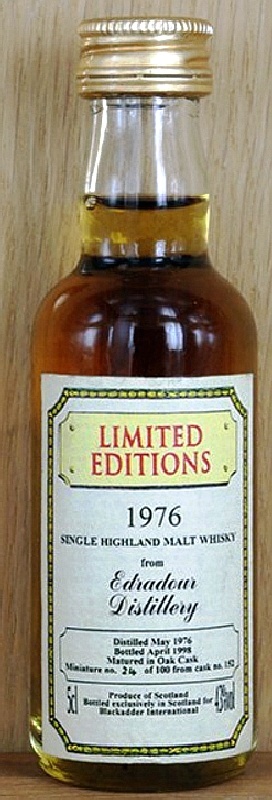 LIMITED
EDITIONS
1976
SINGLE HIGHLAND MALT WHISKY
from
Edradour
Distillery
Distilled May 1976
Bottled April 1998
Matured in Oak Cask
Miniature no. 24 of 100 from cask no. 152
Produce of Scotland
5cl Bottled exclusively in Scotland for 43%vol
Blackadder International